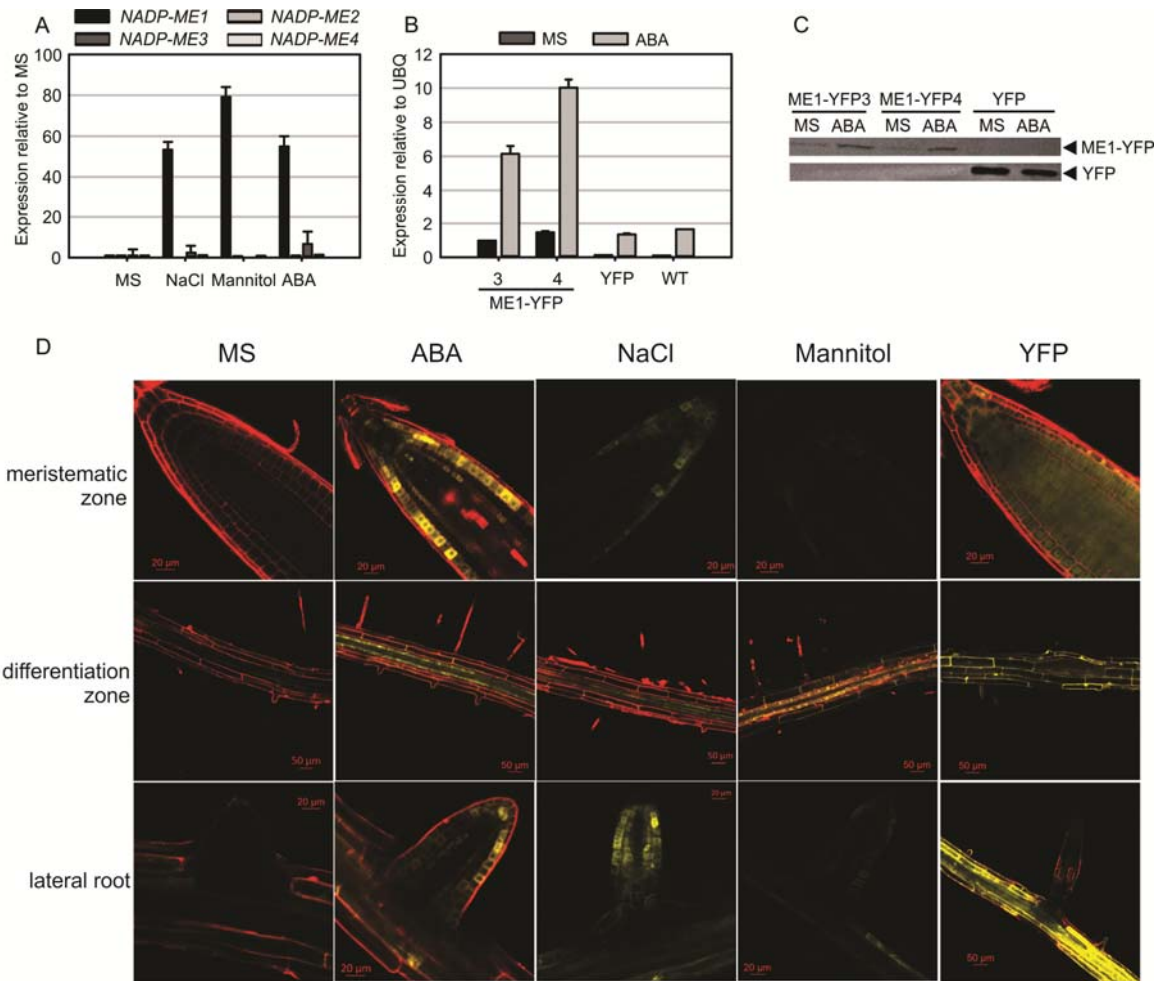 A
NADP-ME1 NADP-ME2
NADP-ME3 NADP-ME4
Expression relative to MS
100
80
60
40
20
0
MS NaCl Mannitol ABA
B
MS ABA
Expression relative to UBQ
12
10
8
6
4
2
0
3 4 YFP WT
ME1-YFP
C
ME1-YFP3 ME1-YFP4 YFP
MS ABA MS ABA MS ABA
ME1-YFP
YFP
D
MS ABA NaCl Mannitol YFP
meristematic
zone
20 µm 20 µm 20 µm 20 µm 20 µm
differentiation
zone
50 µm 50 µm 50 µm 50 µm 50 µm
lateral root
20 µm 20 µm 20 µm 20 µm 50 µm